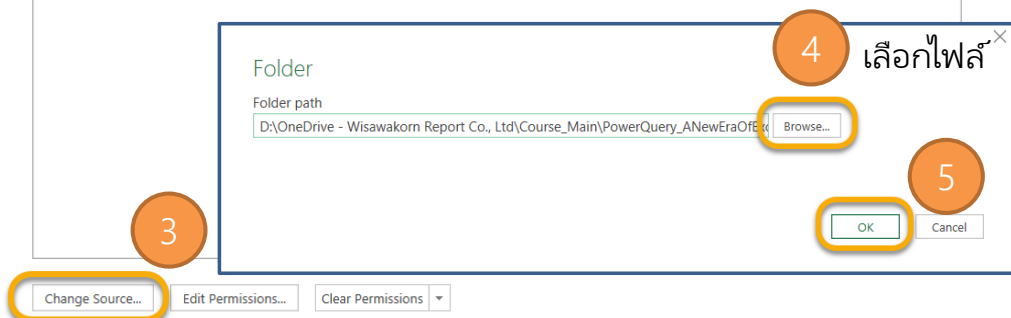 4 เลือกไฟล์
Folder
Folder path
D:\OneDrive - Wisawakorn Report Co., Ltd\Course_Main\PowerQuery_ANewEraOfEx Browse...
5
OK Cancel
3
Change Source... Edit Permissions... Clear Permissions